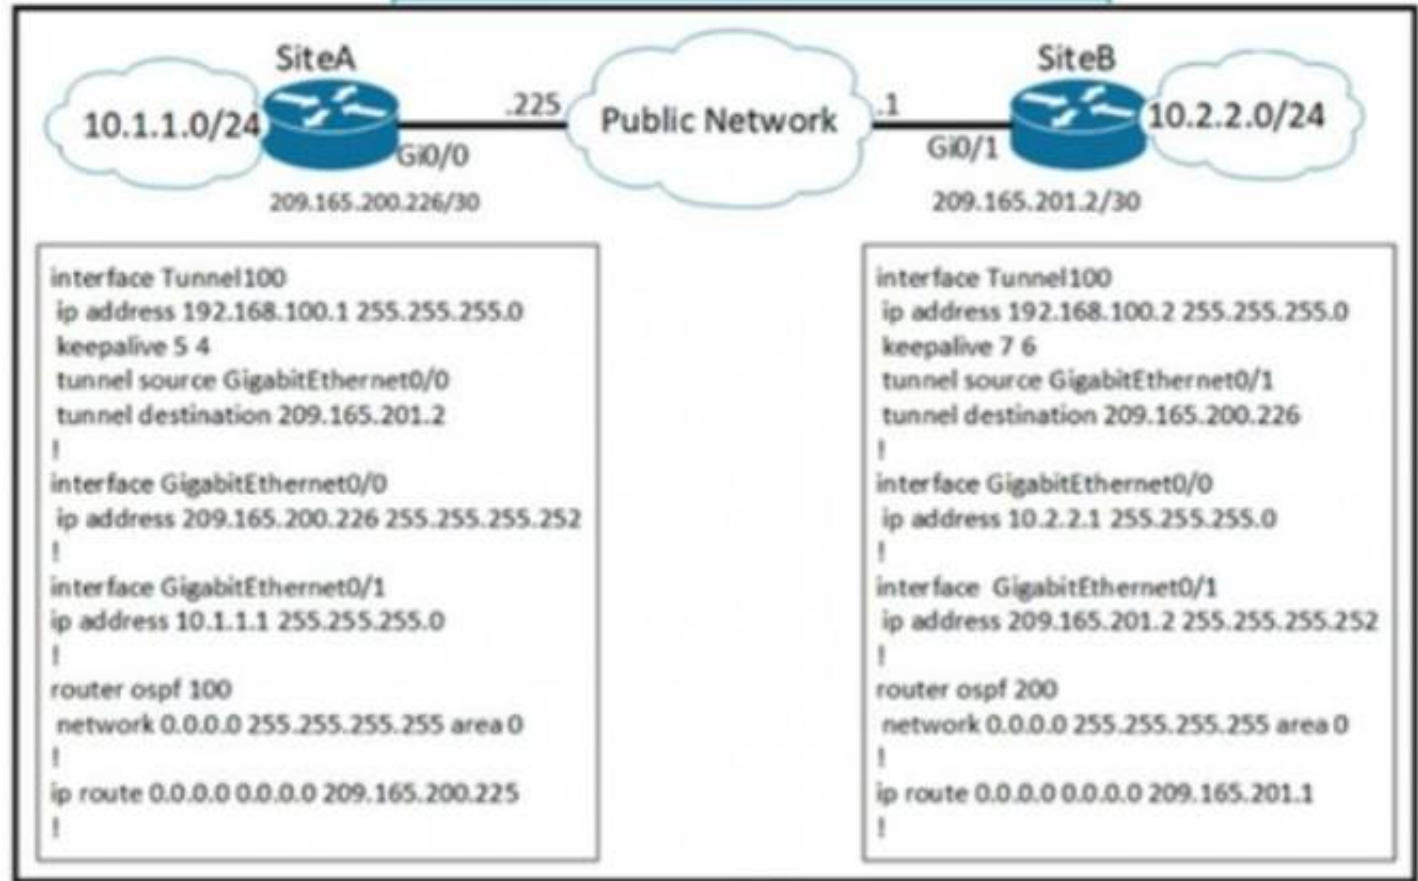 SiteA
SiteB
10.1.1.0/24
.225
Public Network
.1
10.2.2.0/24
Gi0/0
Gi0/1
209.165.200.226/30
209.165.201.2/30
interface Tunnel100
ip address 192.168.100.1 255.255.255.0
keepalive 5 4
tunnel source GigabitEthernet0/0
tunnel destination 209.165.201.2
!
interface GigabitEthernet0/0
ip address 209.165.200.226 255.255.255.252
!
interface GigabitEthernet0/1
ip address 10.1.1.1 255.255.255.0
!
router ospf 100
network 0.0.0.0 255.255.255.255 area 0
!
ip route 0.0.0.0 0.0.0.0 209.165.200.225
!
interface Tunnel100
ip address 192.168.100.2 255.255.255.0
keepalive 7 6
tunnel source GigabitEthernet0/1
tunnel destination 209.165.200.226
!
interface GigabitEthernet0/0
ip address 10.2.2.1 255.255.255.0
!
interface GigabitEthernet0/1
ip address 209.165.201.2 255.255.255.252
!
router ospf 200
network 0.0.0.0 255.255.255.255 area 0
!
ip route 0.0.0.0 0.0.0.0 209.165.201.1
!